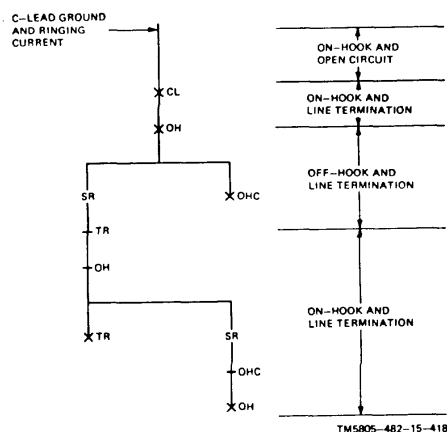 C-LEAD GROUND
AND RINGING
CURRENT
ON-HOOK AND
OPEN CIRCUIT
CL
ON-HOOK AND
LINE TERMINATION
OH
OFF-HOOK AND
LINE TERMINATION
SR
OHC
TR
OH
ON-HOOK AND
LINE TERMINATION
TR
SR
OHC
OH
TM5805-482-15-418